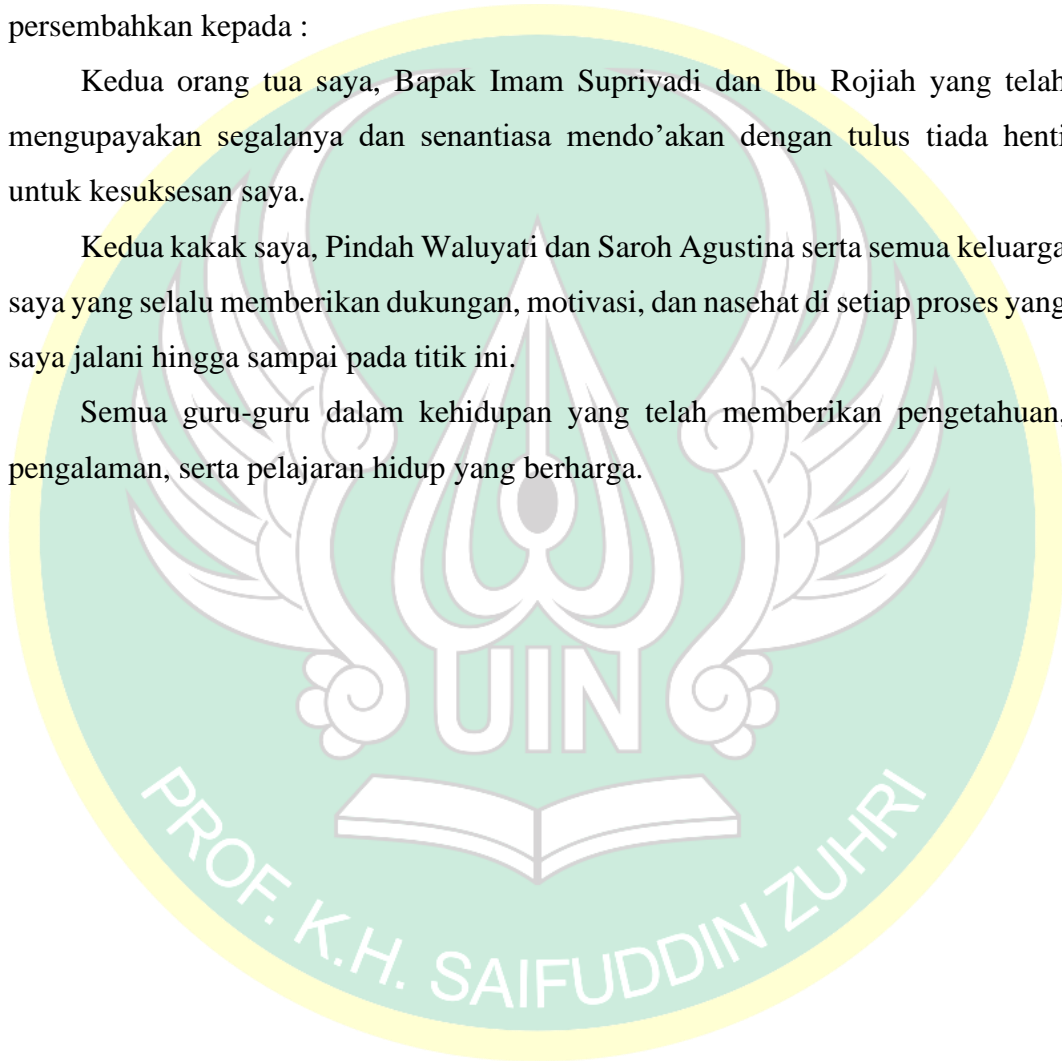 persembahkan kepada :
Kedua orang tua saya, Bapak Imam Supriyadi dan Ibu Rojiah yang telah
mengupayakan segalanya dan senantiasa mendo’akan dengan tulus tiada henti
untuk kesuksesan saya.
Kedua kakak saya, Pindah Waluyati dan Saroh Agustina serta semua keluarga
saya yang selalu memberikan dukungan, motivasi, dan nasehat di setiap proses yang
saya jalani hingga sampai pada titik ini.
Semua guru-guru dalam kehidupan yang telah memberikan pengetahuan,
pengalaman, serta pelajaran hidup yang berharga.
UIN
PROF. K.H. SAIFUDDIN ZUHRI